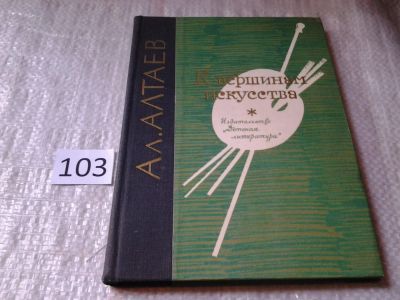 Ал. АЛТАЕВ
К вершинам
искусства
Издательство
„Детская
литература"
103